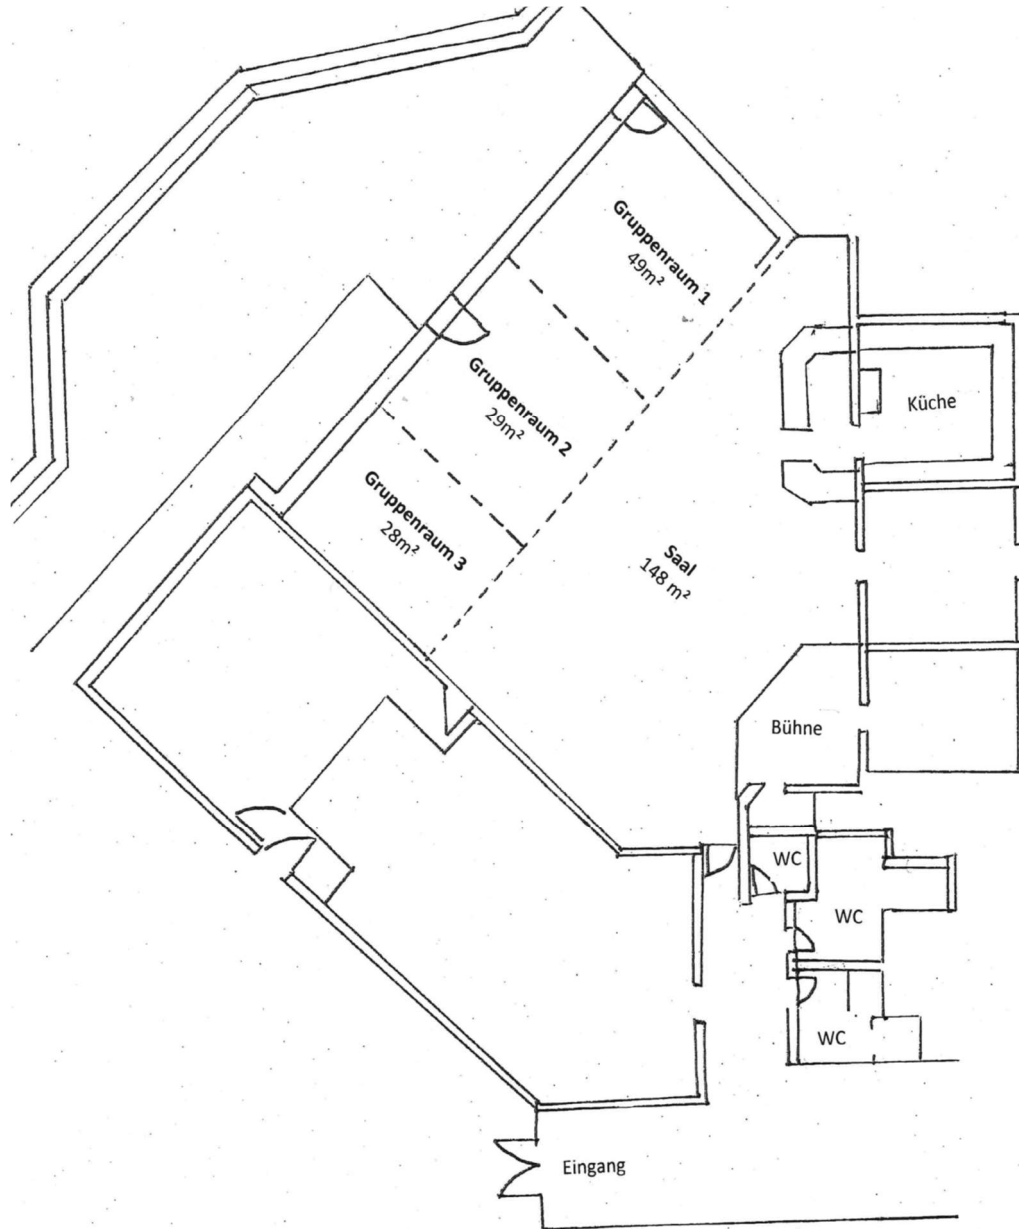 Gruppenraum 1
49m²
Gruppenraum 2
29m²
Gruppenraum 3
28m²
Saal
148 m²
Küche
Bühne
WC
WC
WC
Eingang